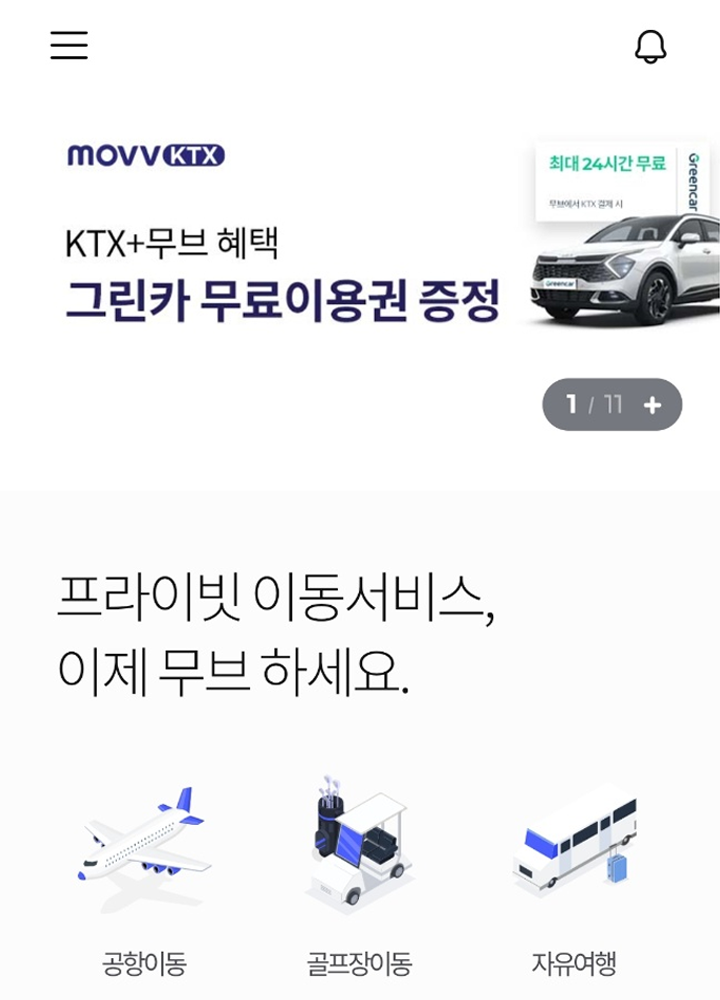 movv KTX
최대 24시간 무료
Greencar
무브에서 KTX 결제 시
KTX+무브 혜택
그린카 무료이용권 증정
Greencar
1 / 11 +
프라이빗 이동서비스,
이제 무브 하세요.
공항이동
골프장이동
자유여행